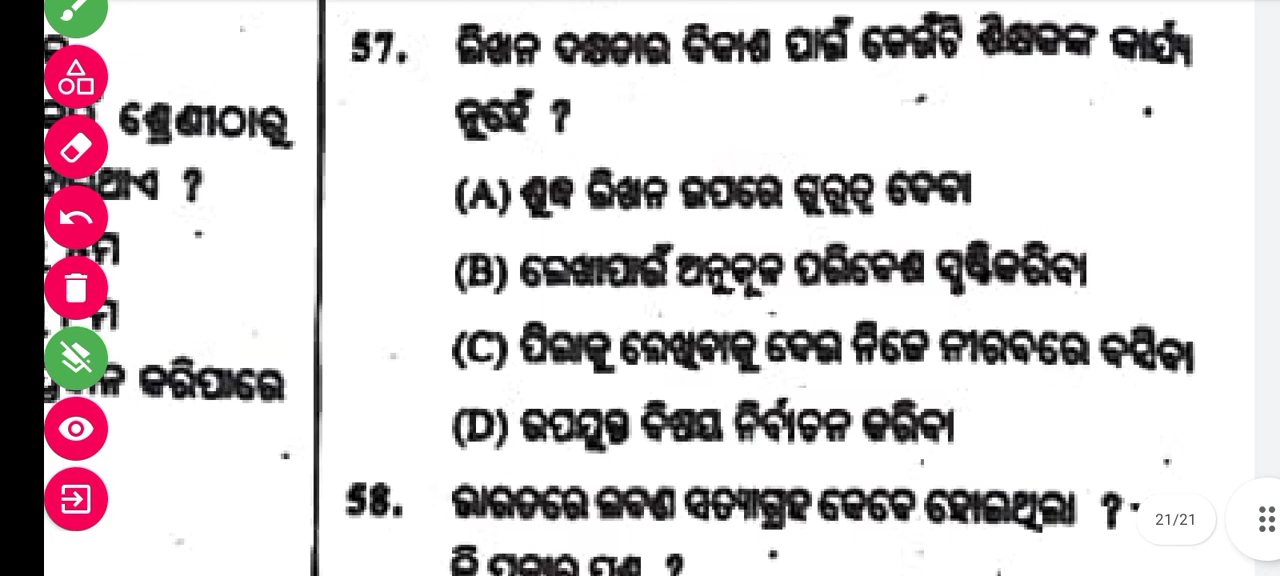 ଶ୍ରେଣୀଠାରୁ
?
କରିପାରେ
57. ଲିଖନ ଦକ୍ଷତାର ବିକାଶ ପାଇଁ କେଉଁଟି ଶିକ୍ଷକଙ୍କ କାର୍ଯ୍ୟ
ନୁହେଁ ?
(A) ଶୁଦ୍ଧ ଲିଖନ ଉପରେ ଗୁରୁତ୍ୱ ଦେବା
(B) ଲେଖାପାଇଁ ଅନୁକୂଳ ପରିବେଶ ସୃଷ୍ଟିକରିବା
(C) ପିଲାକୁ ଲେଖିବାକୁ ଦେଇ ନିଜେ ନୀରବରେ ବସିବା
(D) ଉପଯୁକ୍ତ ବିଷୟ ନିର୍ବାଚନ କରିବା
58. ଭାରତରେ ଲବଣ ସତ୍ୟାଗ୍ରହ କେବେ ହୋଇଥିଲା ?
21/21